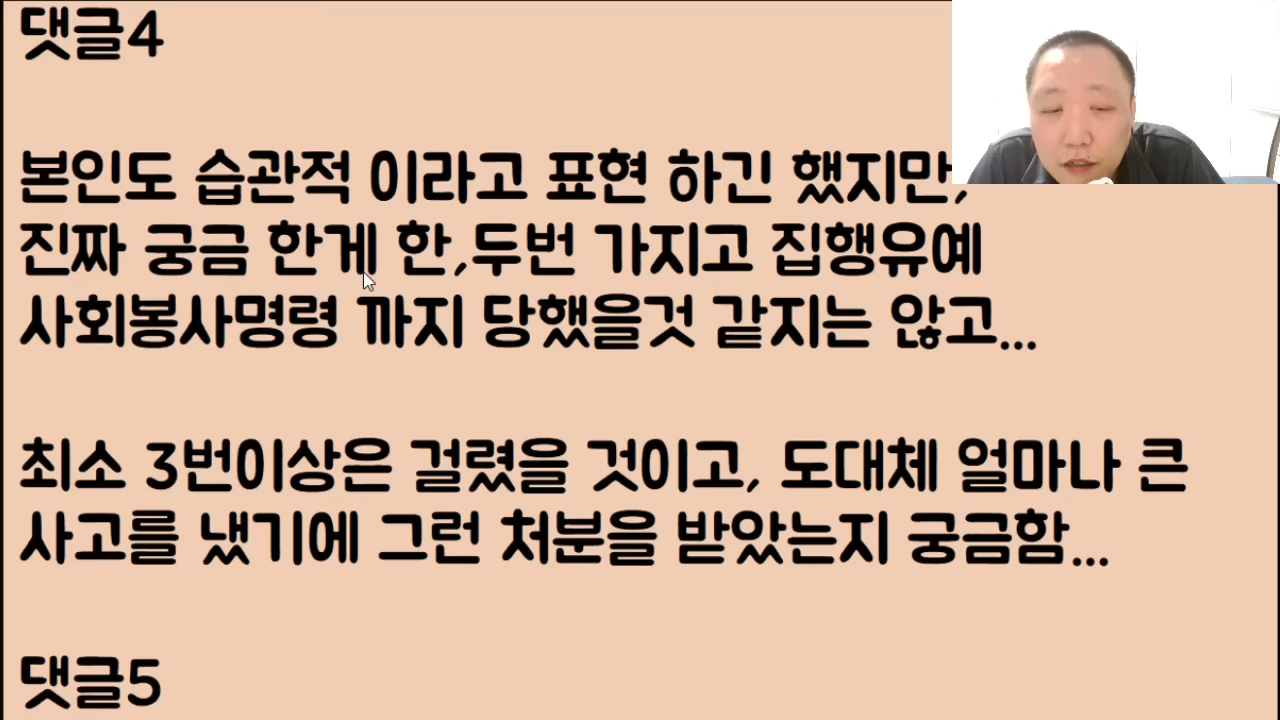 댓글4
본인도 습관적 이라고 표현 하긴 했지만,
진짜 궁금 한게 한,두번 가지고 집행유예
사회봉사명령 까지 당했을것 같지는 않고...
최소 3번이상은 걸렸을 것이고, 도대체 얼마나 큰
사고를 냈기에 그런 처분을 받았는지 궁금함...
댓글5